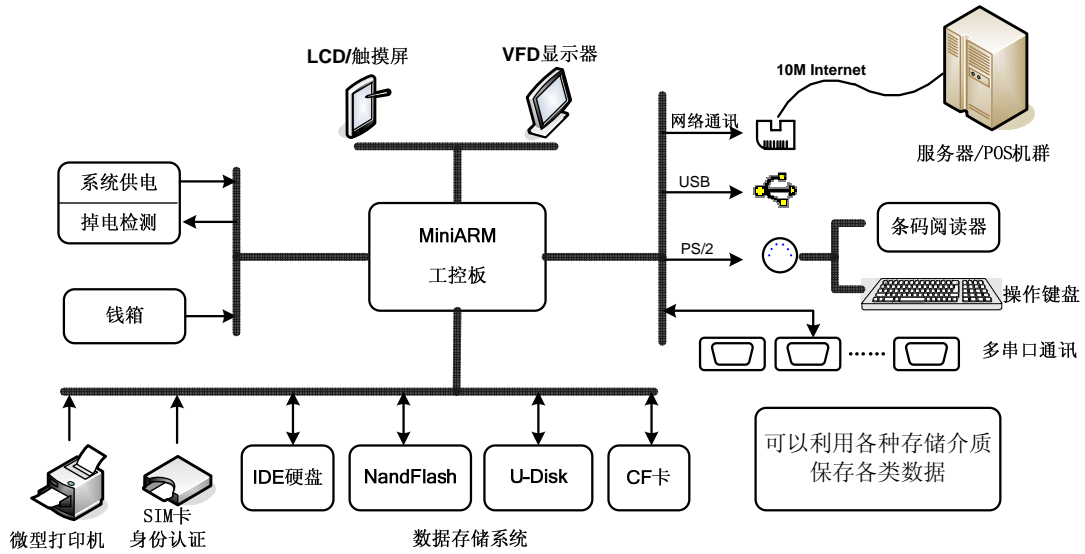 LCD/触摸屏
VFD显示器
10M Internet
服务器/POS机群
网络通讯
USB
PS/2
条码阅读器
操作键盘
多串口通讯
……
系统供电
掉电检测
钱箱
MiniARM
工控板
微型打印机
SIM卡
身份认证
IDE硬盘
NandFlash
U-Disk
CF卡
数据存储系统
可以利用各种存储介质
保存各类数据